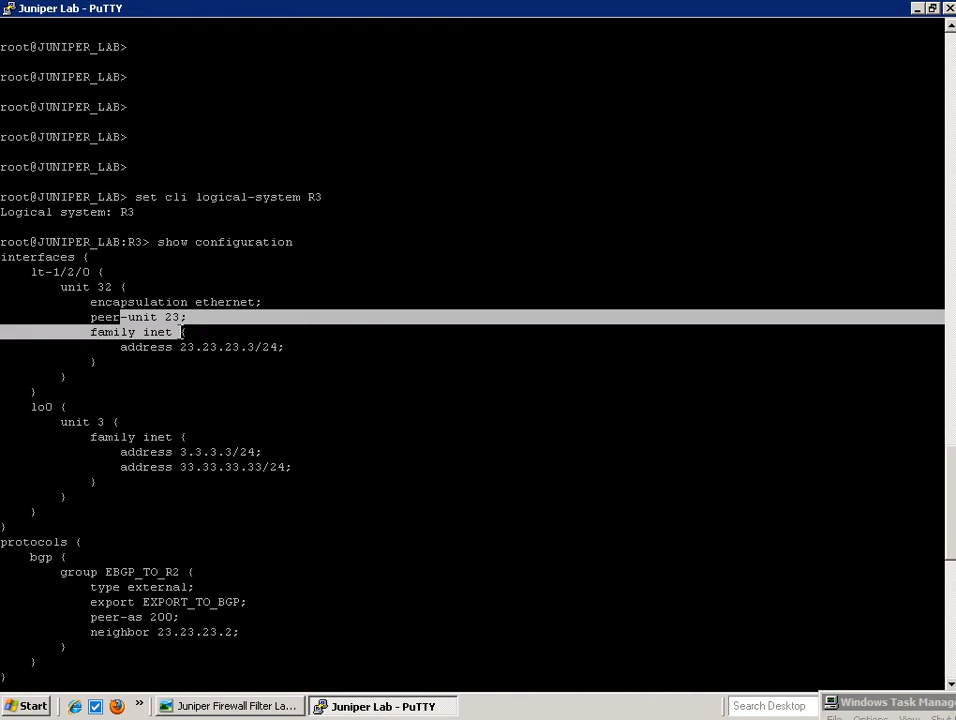 Juniper Lab - PuTTY
root@JUNIPER_LAB>
root@JUNIPER_LAB>
root@JUNIPER_LAB>
root@JUNIPER_LAB>
root@JUNIPER_LAB>
root@JUNIPER_LAB> set cli logical-system R3
Logical system: R3
root@JUNIPER_LAB:R3> show configuration
interfaces {
lt-1/2/0 {
unit 32 {
encapsulation ethernet;
peer-unit 23;
family inet {
address 23.23.23.3/24;
}
}
}
lo0 {
unit 3 {
family inet {
address 3.3.3.3/24;
address 33.33.33.33/24;
}
}
}
}
protocols {
bgp {
group EBGP_TO_R2 {
type external;
export EXPORT_TO_BGP;
peer-as 200;
neighbor 23.23.23.2;
}
}
}
Start
»
Juniper Firewall Filter La...
Juniper Lab - PuTTY
Search Desktop
Windows Task Manag
File Options View Shut